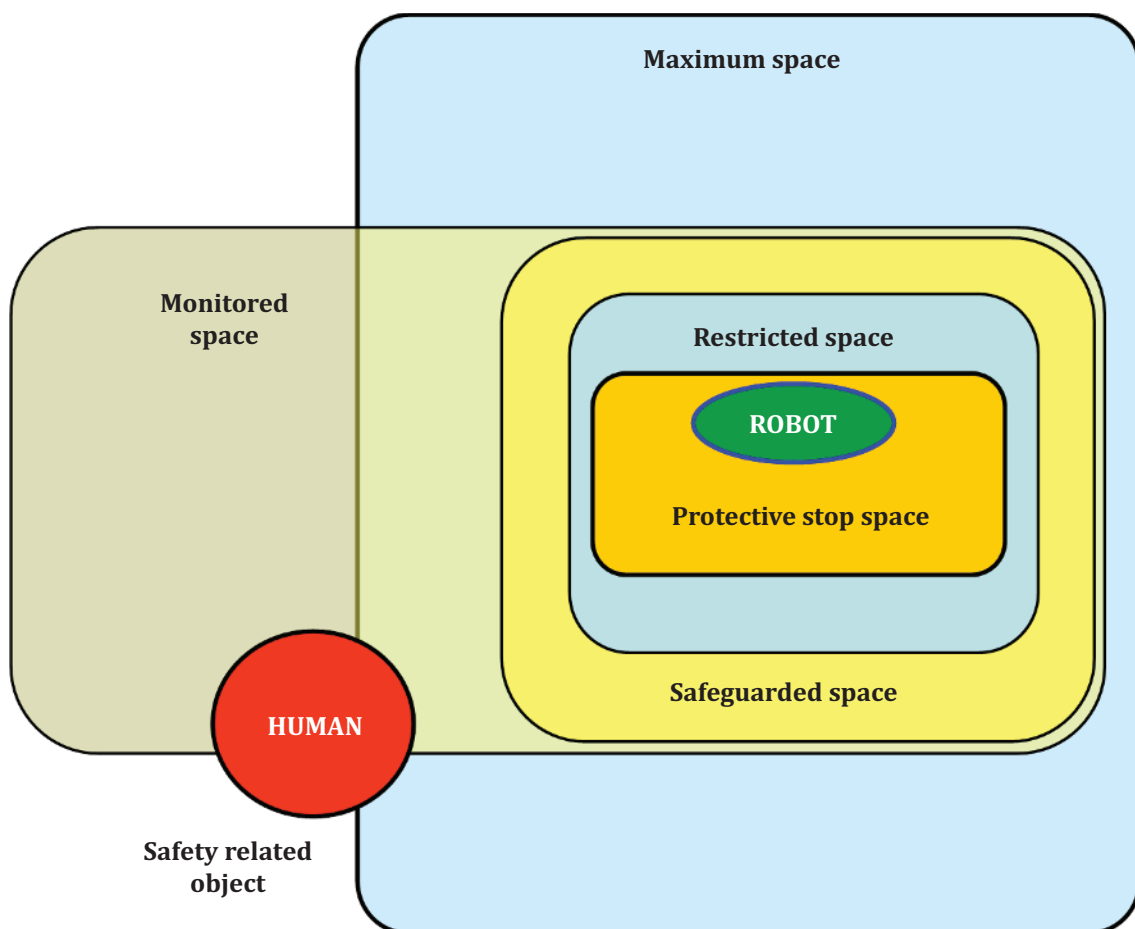 Maximum space
Monitored
space
Restricted space
ROBOT
Protective stop space
Safeguarded space
HUMAN
Safety related
object